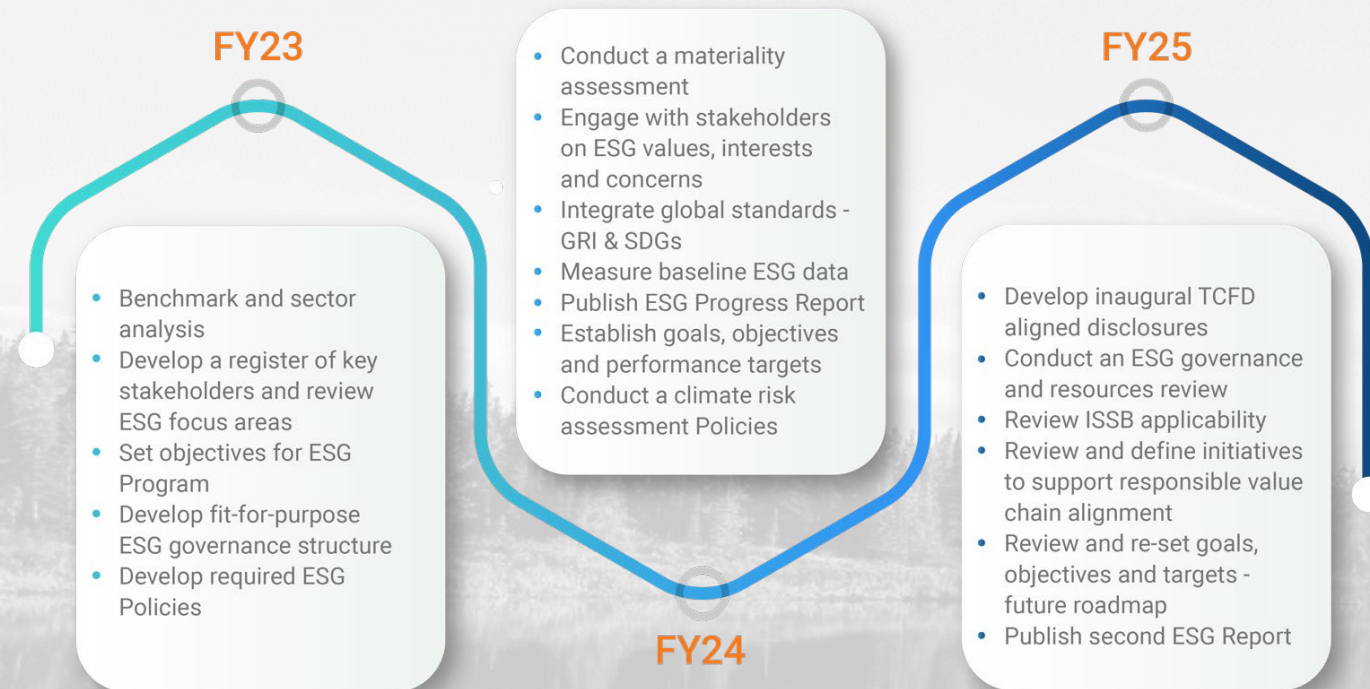 FY23
• Benchmark and sector
analysis
• Develop a register of key
stakeholders and review
ESG focus areas
• Set objectives for ESG
Program
• Develop fit-for-purpose
ESG governance structure
• Develop required ESG
Policies
• Conduct a materiality
assessment
• Engage with stakeholders
on ESG values, interests
and concerns
• Integrate global standards -
GRI & SDGs
• Measure baseline ESG data
• Publish ESG Progress Report
• Establish goals, objectives
and performance targets
• Conduct a climate risk
assessment Policies
FY24
FY25
• Develop inaugural TCFD
aligned disclosures
• Conduct an ESG governance
and resources review
• Review ISSB applicability
• Review and define initiatives
to support responsible value
chain alignment
• Review and re-set goals,
objectives and targets -
future roadmap
• Publish second ESG Report